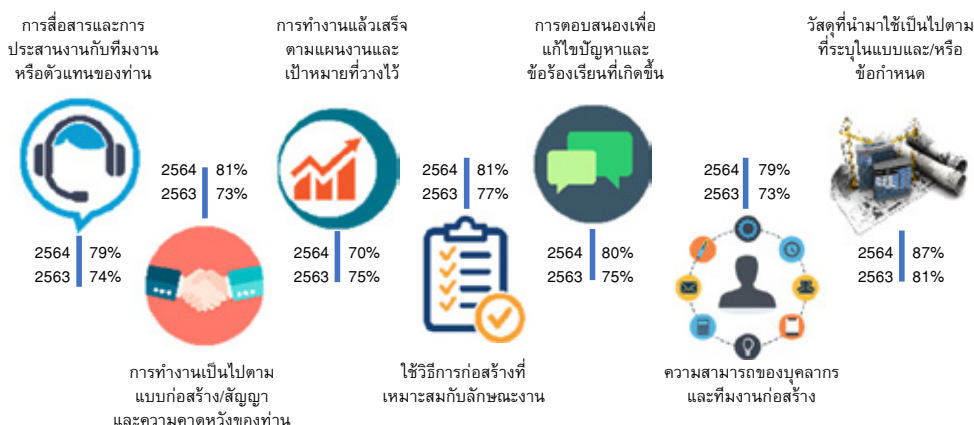 การสื่อสารและการ
ประสานงานกับทีมงาน
หรือตัวแทนของท่าน
2564 79%
2563 74%
2564 81%
2563 73%
การทำงานเป็นไปตาม
แบบก่อสร้าง/สัญญา
และความคาดหวังของท่าน
การทำงานแล้วเสร็จ
ตามแผนงานและ
เป้าหมายที่วางไว้
2564 70%
2563 75%
2564 81%
2563 77%
ใช้วิธีการก่อสร้างที่
เหมาะสมกับลักษณะงาน
การตอบสนองเพื่อ
แก้ไขปัญหาและ
ข้อร้องเรียนที่เกิดขึ้น
2564 80%
2563 75%
2564 79%
2563 73%
ความสามารถของบุคลากร
และทีมงานก่อสร้าง
วัสดุที่นำมาใช้เป็นไปตาม
ที่ระบุในแบบและ/หรือ
ข้อกำหนด
2564 87%
2563 81%